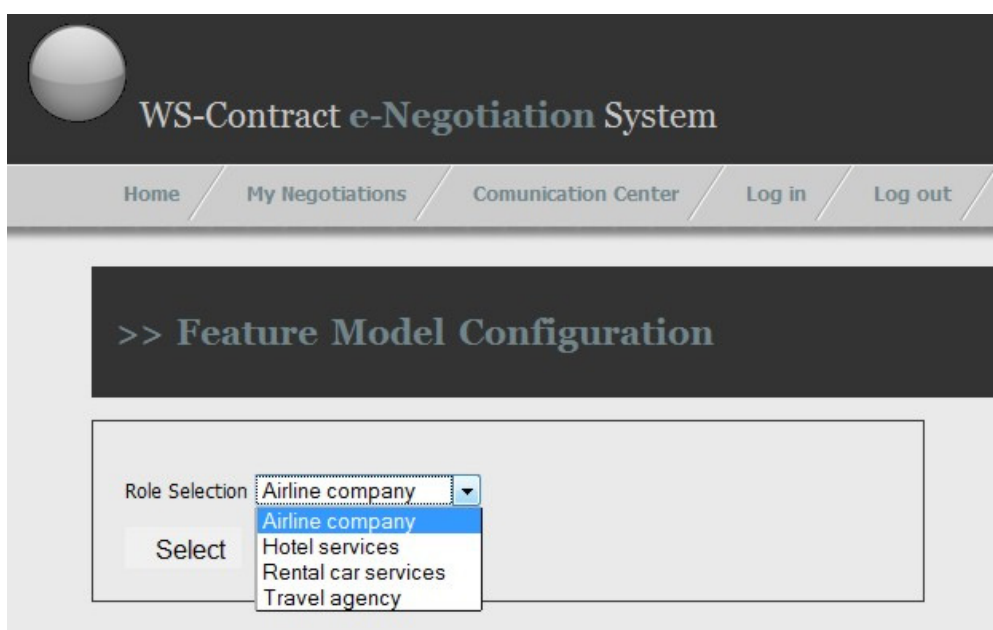 WS-Contract e-Negotiation System
Home My Negotiations Comunication Center Log in Log out
>> Feature Model Configuration
Role Selection Airline company
Airline company
Select Hotel services
Rental car services
Travel agency